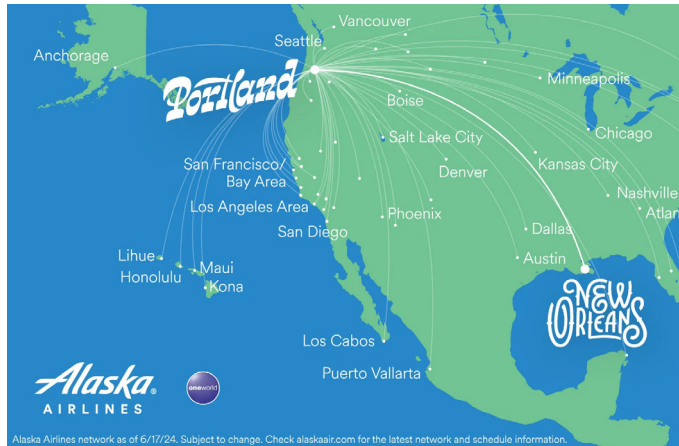 Vancouver
Seattle
Anchorage
Portland
Minneapolis
Boise
Chicago
Salt Lake City
Kansas City
Denver
San Francisco/
Bay Area
Nashville
Los Angeles Area
Phoenix
Atlan
San Diego
Dallas
Lihue
Austin
Honolulu
Maui
Kona
NEW
ORLEANS
Los Cabos
Puerto Vallarta
Alaska®
AIRLINES
oneworld
Alaska Airlines network as of 6/17/24. Subject to change. Check alaskaair.com for the latest network and schedule information.